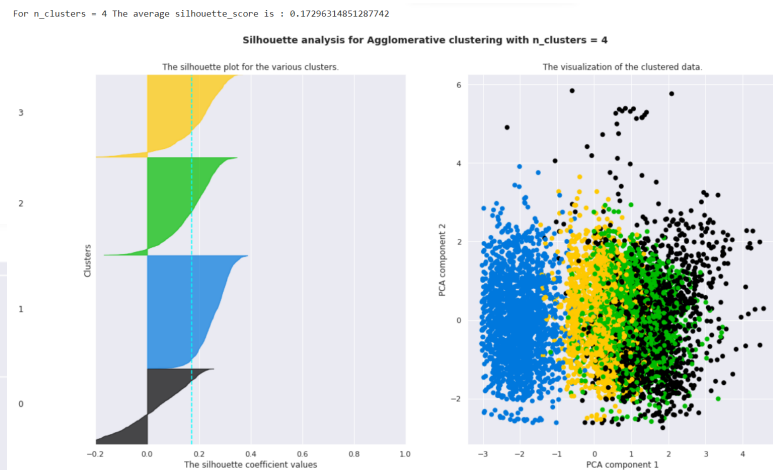 For n_clusters = 4 The average silhouette_score is : 0.17296314851287742
Silhouette analysis for Agglomerative clustering with n_clusters = 4
The silhouette plot for the various clusters.
3
2
1
0
Clusters
−0.2 0.0 0.2 0.4 0.6 0.8 1.0
The silhouette coefficient values
The visualization of the clustered data.
6
4
2
0
−2
PCA component 2
−3 −2 −1 0 1 2 3 4
PCA component 1